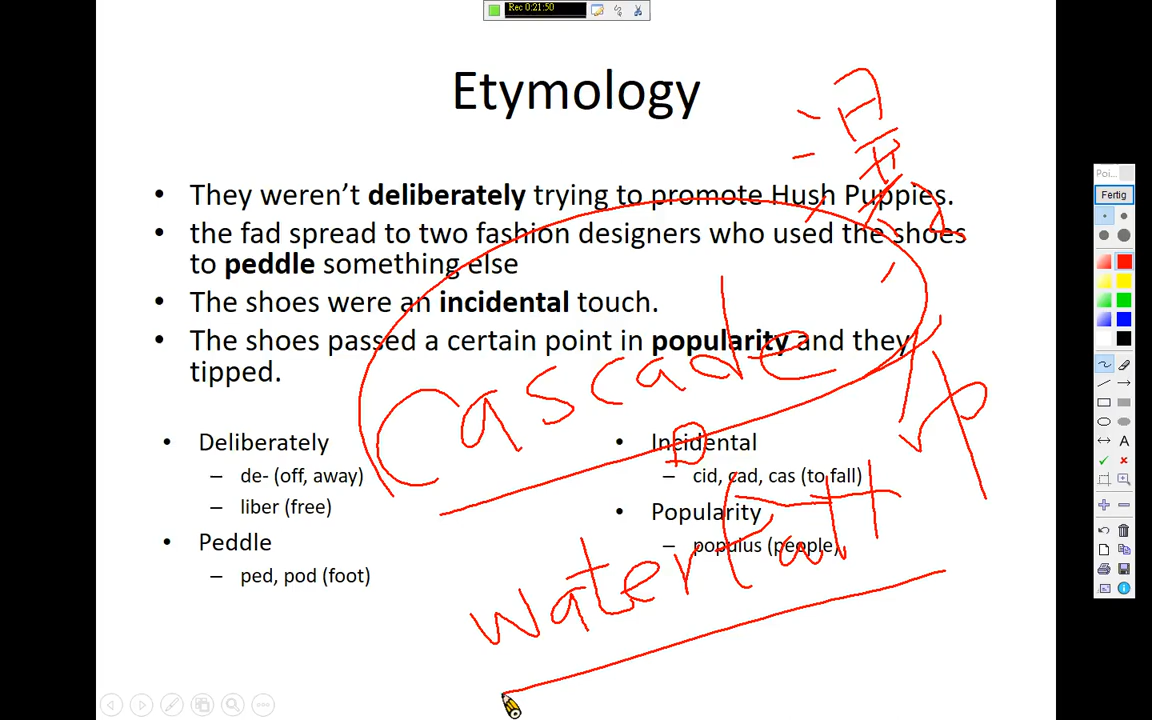 Rec 0:21:50
Etymology
• They weren't deliberately trying to promote Hush Puppies.
• the fad spread to two fashion designers who used the shoes
to peddle something else
• The shoes were an incidental touch.
• The shoes passed a certain point in popularity and they
tipped.
Cascade
• Deliberately
– de- (off, away)
– liber (free)
• Peddle
– ped, pod (foot)
• Incidental
– cid, cad, cas (to fall)
• Popularity
– populus (people)
waterfall
Poi...
Fertig
A